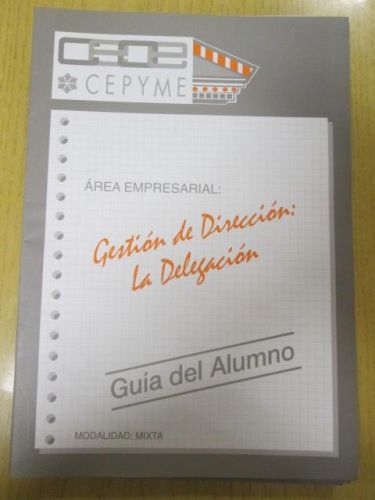 CEOE
CEPYME
ÁREA EMPRESARIAL:
Gestión de Dirección:
La Delegación
Guía del Alumno
MODALIDAD: MIXTA